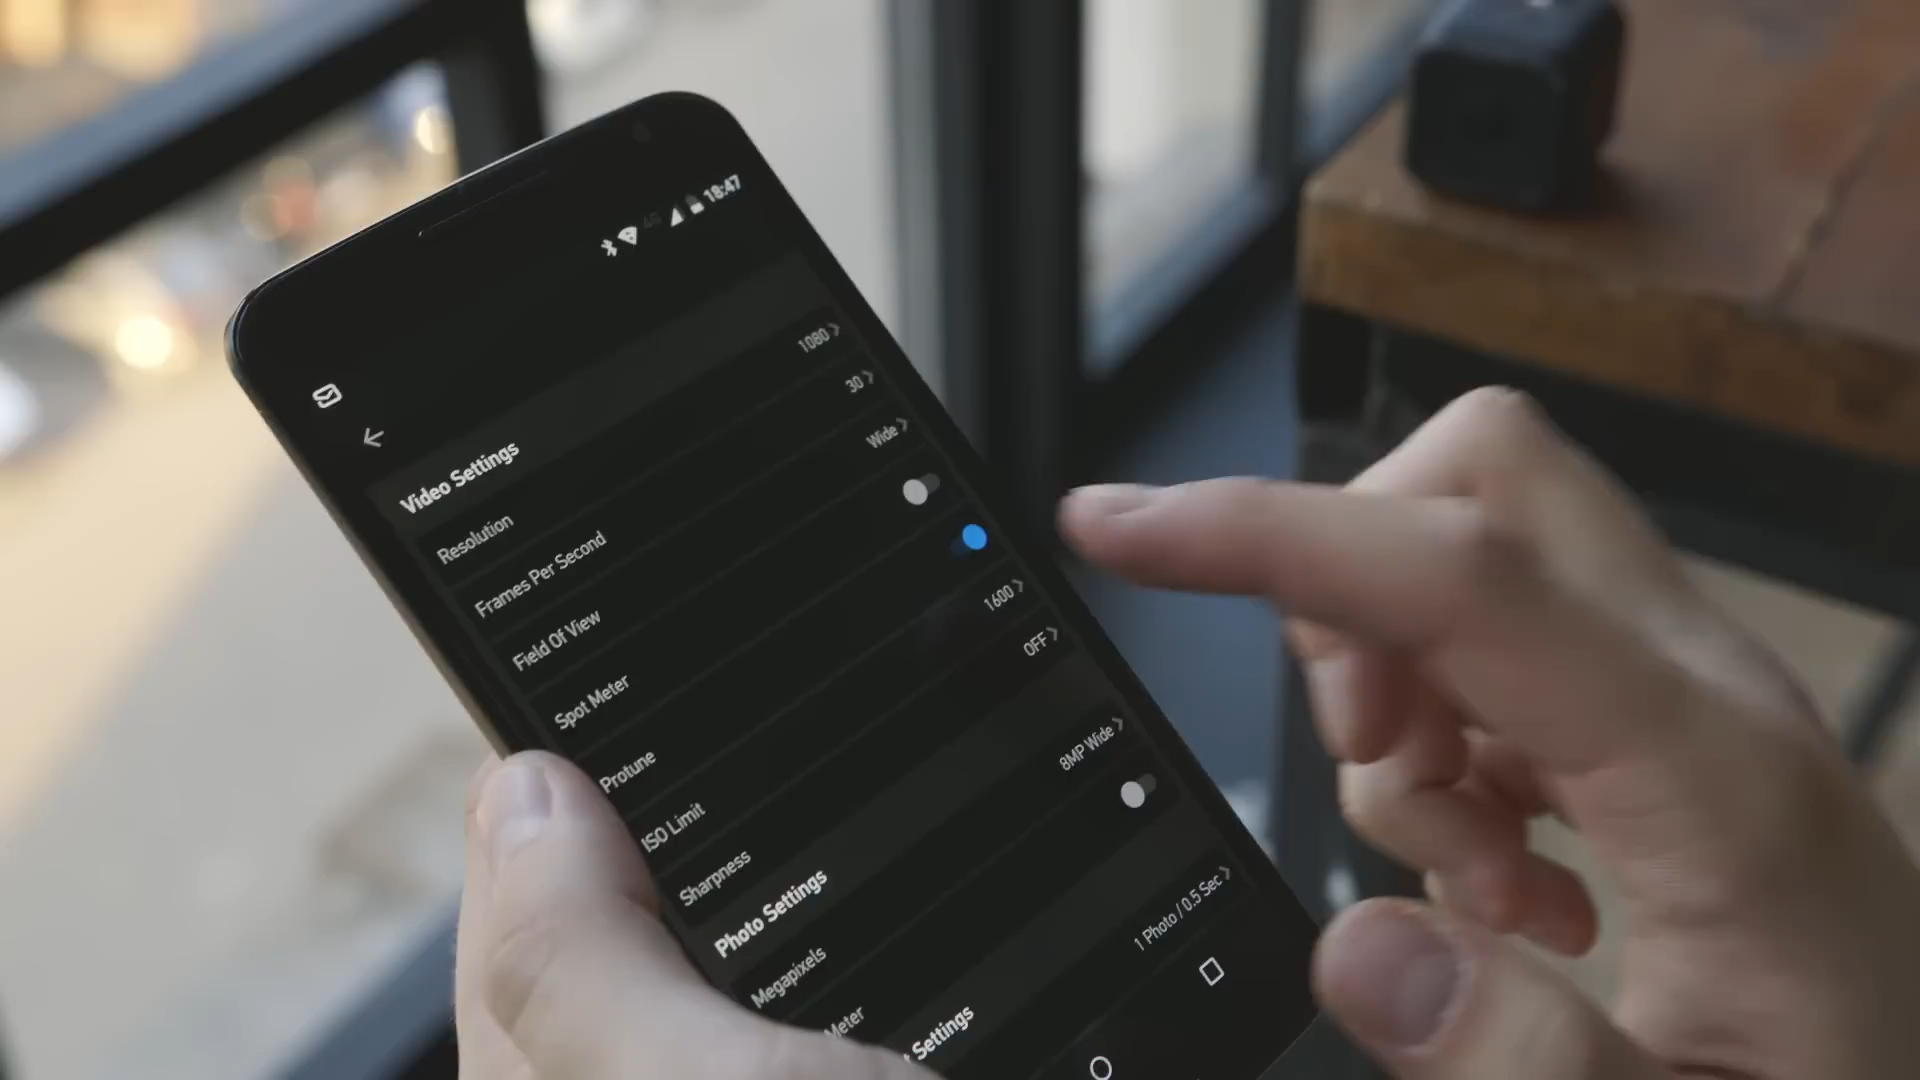 4G 18:47
Video Settings
Resolution 1080
Frames Per Second 30
Field Of View Wide
Spot Meter
Protune
ISO Limit 1600
Sharpness OFF
Photo Settings
Megapixels 8MP Wide
Meter
Settings
1 Photo / 0.5 Sec